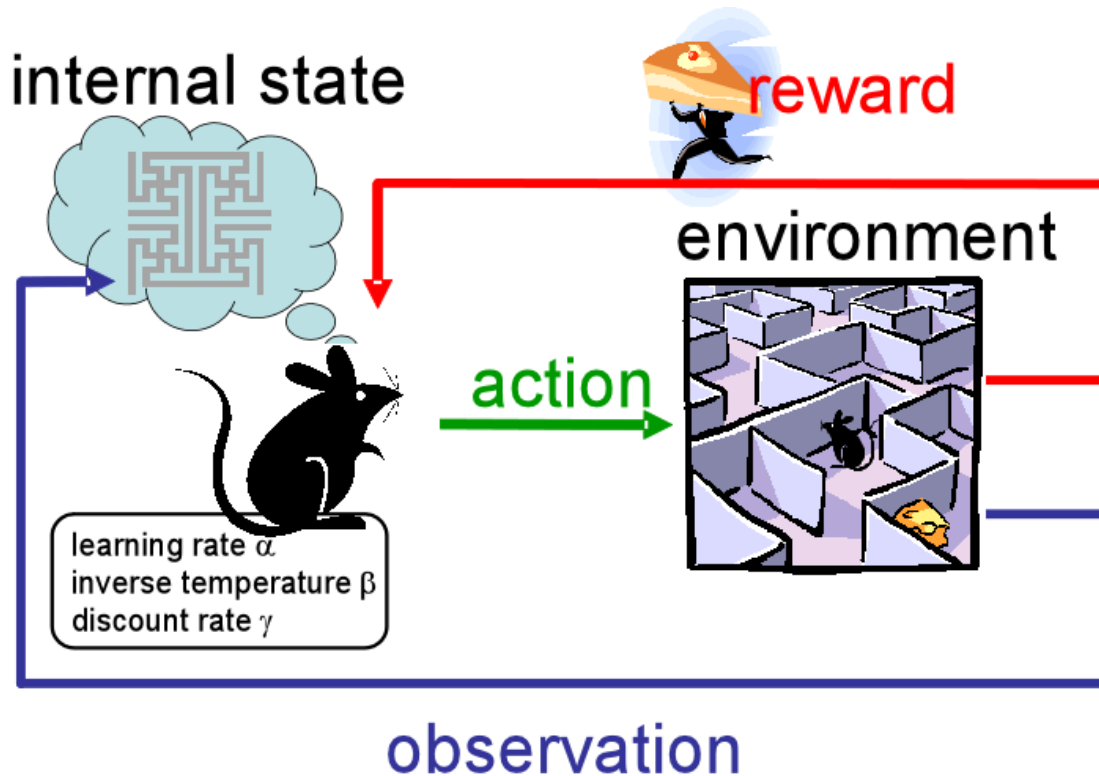 internal state
reward
environment
action
learning rate α
inverse temperature β
discount rate γ
observation